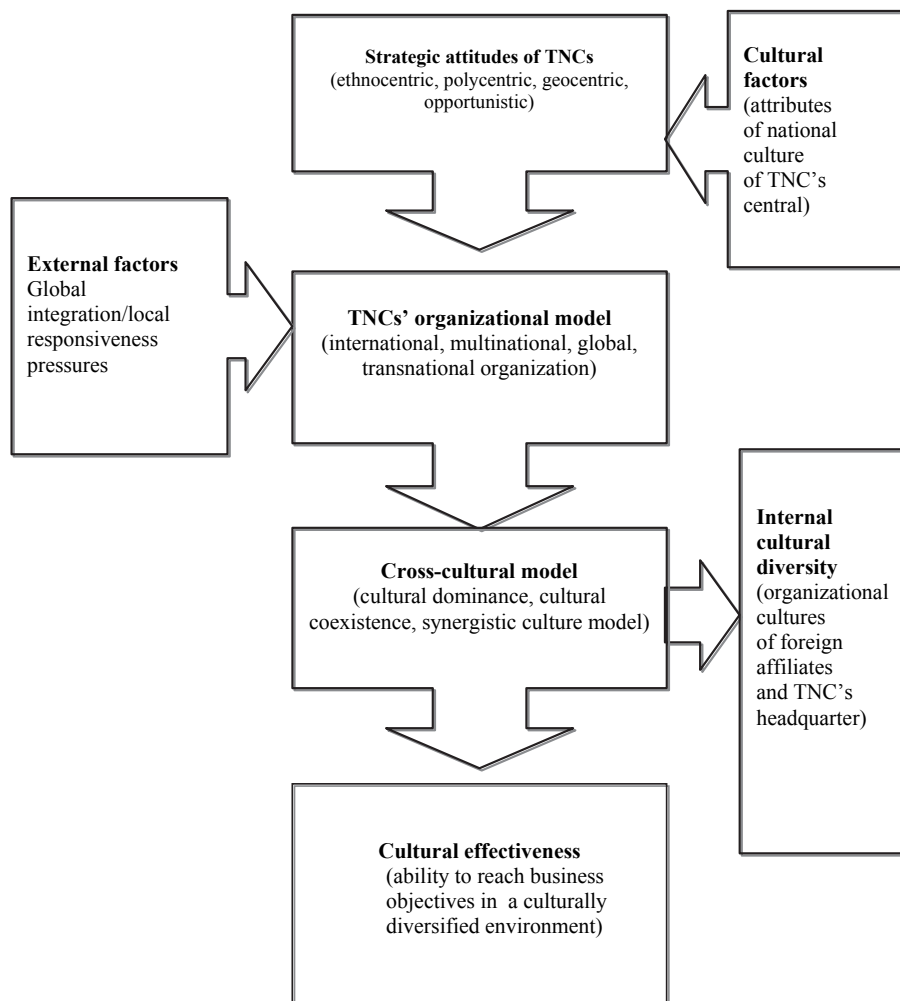 Strategic attitudes of TNCs
(ethnocentric, polycentric, geocentric,
opportunistic)
Cultural
factors
(attributes
of national
culture
of TNC's
central)
External factors
Global
integration/local
responsiveness
pressures
TNCs' organizational model
(international, multinational, global,
transnational organization)
Cross-cultural model
(cultural dominance, cultural
coexistence, synergistic culture model)
Internal
cultural
diversity
(organizational
cultures
of foreign
affiliates
and TNC's
headquarter)
Cultural effectiveness
(ability to reach business
objectives in a culturally
diversified environment)